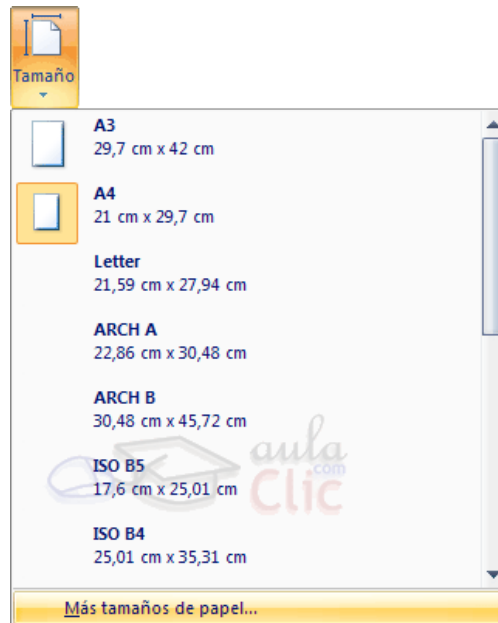 Tamaño
A3
29,7 cm x 42 cm
A4
21 cm x 29,7 cm
Letter
21,59 cm x 27,94 cm
ARCH A
22,86 cm x 30,48 cm
ARCH B
30,48 cm x 45,72 cm
aula
.com
Clic
ISO B5
17,6 cm x 25,01 cm
ISO B4
25,01 cm x 35,31 cm
Más tamaños de papel...